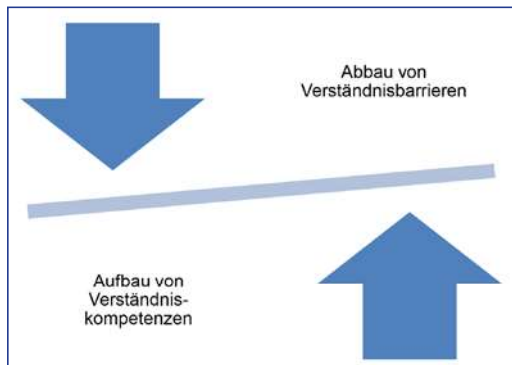 Abbau von
Verständnisbarrieren
Aufbau von
Verständnis-
kompetenzen